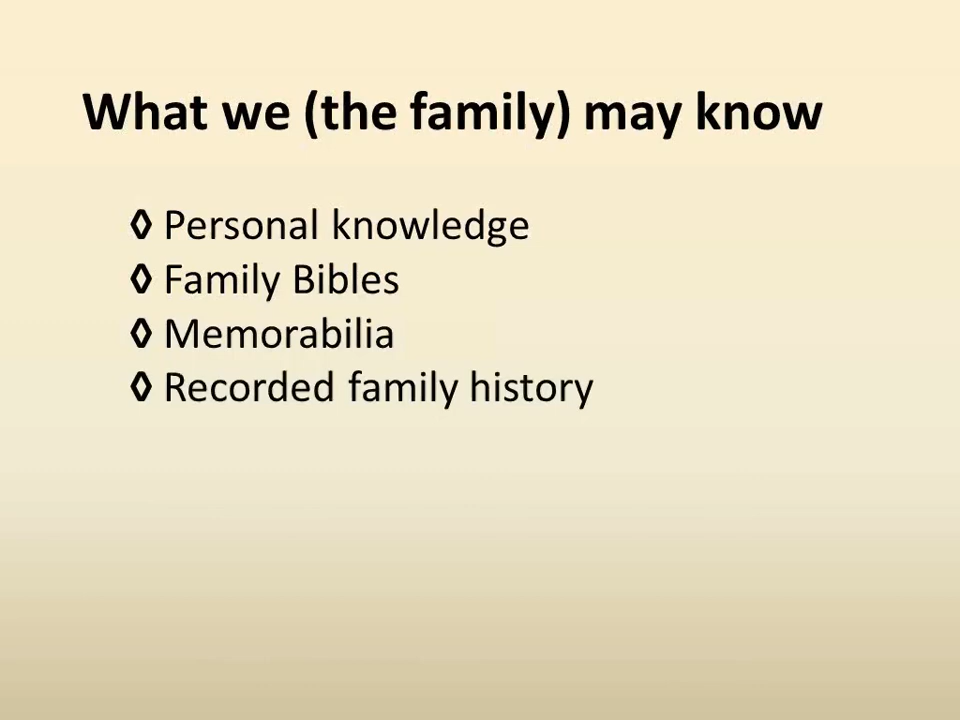 What we (the family) may know
◊ Personal knowledge
◊ Family Bibles
◊ Memorabilia
◊ Recorded family history